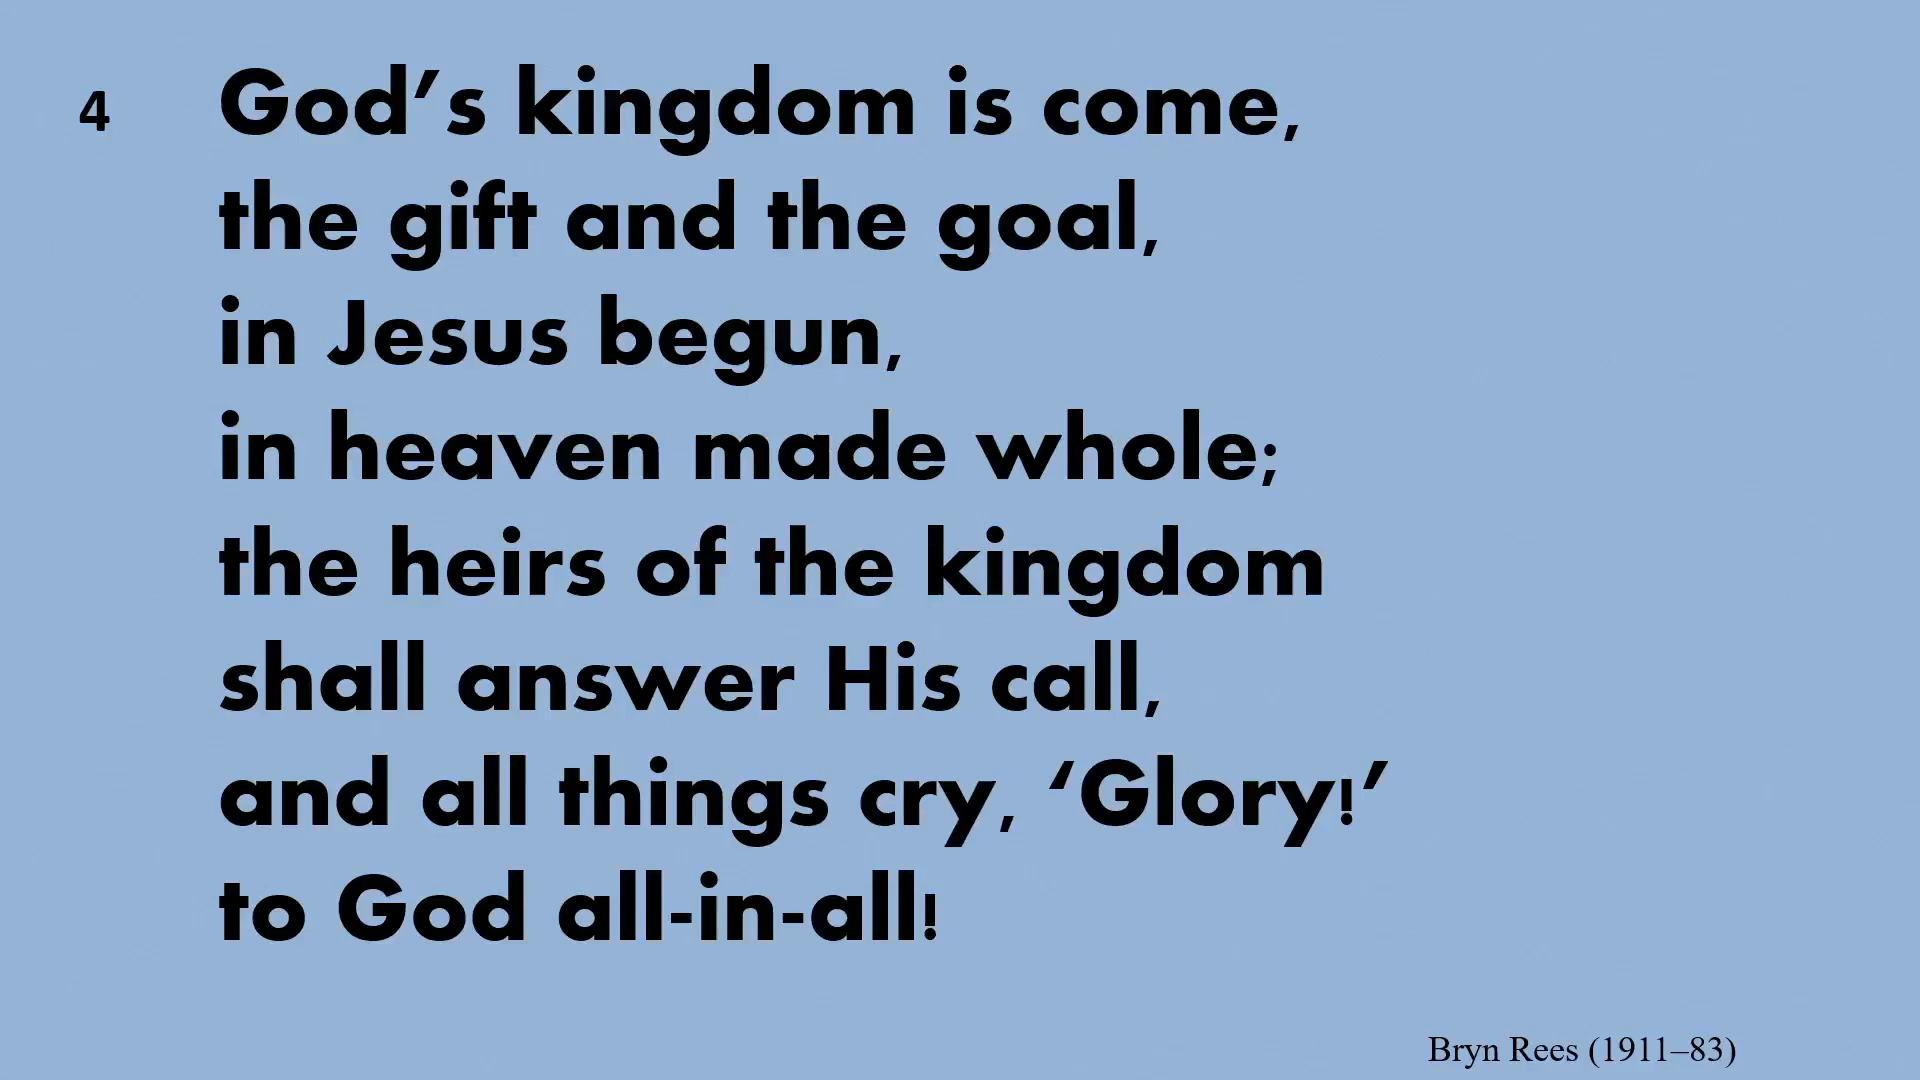 4 God’s kingdom is come,
the gift and the goal,
in Jesus begun,
in heaven made whole;
the heirs of the kingdom
shall answer His call,
and all things cry, ‘Glory!’
to God all-in-all!
Bryn Rees (1911–83)